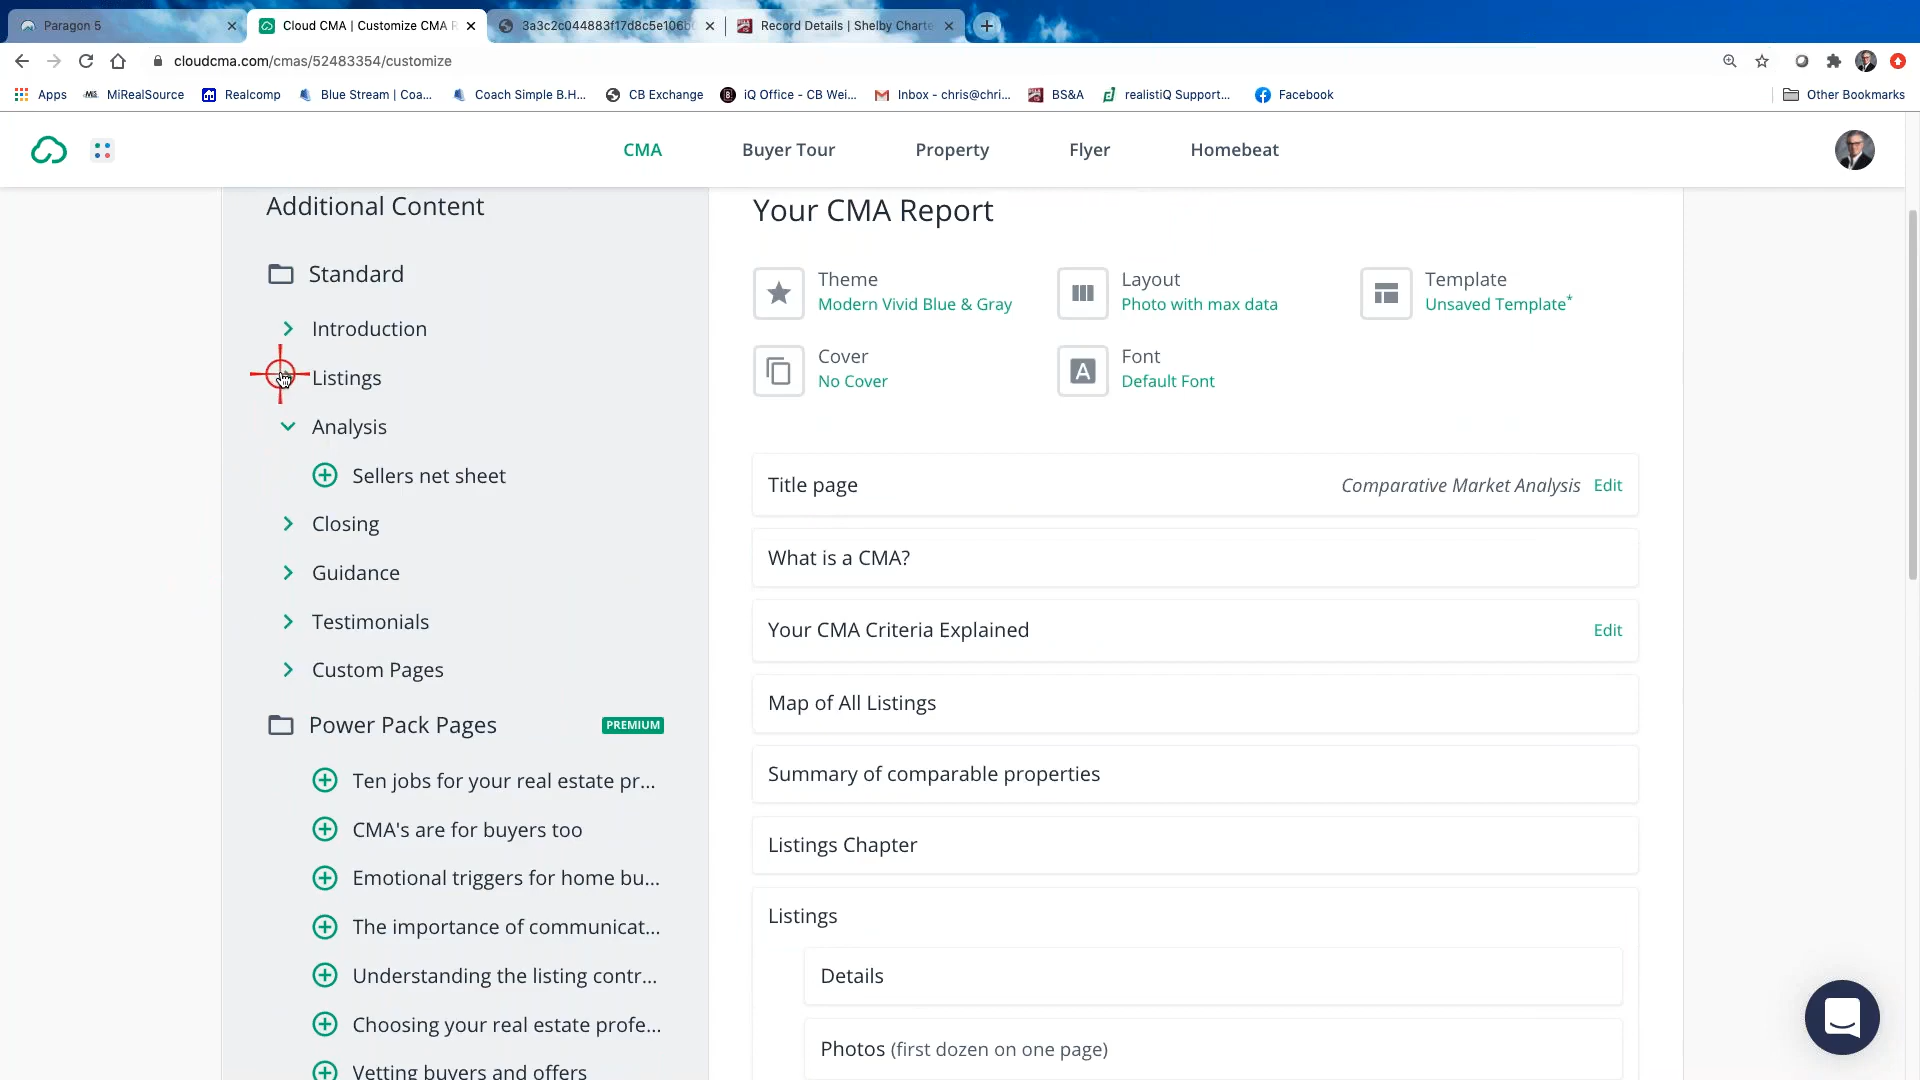 Paragon 5
Cloud CMA | Customize CMA R
3a3c2c044883f17d8c5e106b
Record Details | Shelby Charte
cloudcma.com/cmas/52483354/customize
Apps
MiRealSource
Realcomp
Blue Stream | Coa...
Coach Simple B.H...
CB Exchange
iQ Office - CB Wei...
Inbox - chris@chri...
BS&A
realistiQ Support...
Facebook
Other Bookmarks
CMA
Buyer Tour
Property
Flyer
Homebeat
Additional Content
Standard
Introduction
Listings
Analysis
Sellers net sheet
Closing
Guidance
Testimonials
Custom Pages
Power Pack Pages
PREMIUM
Ten jobs for your real estate pr...
CMA's are for buyers too
Emotional triggers for home bu...
The importance of communicat...
Understanding the listing contr...
Choosing your real estate profe...
Vetting buyers and offers
Your CMA Report
Theme
Modern Vivid Blue & Gray
Layout
Photo with max data
Template
Unsaved Template*
Cover
No Cover
A
Font
Default Font
Title page
Comparative Market Analysis Edit
What is a CMA?
Your CMA Criteria Explained
Edit
Map of All Listings
Summary of comparable properties
Listings Chapter
Listings
Details
Photos (first dozen on one page)